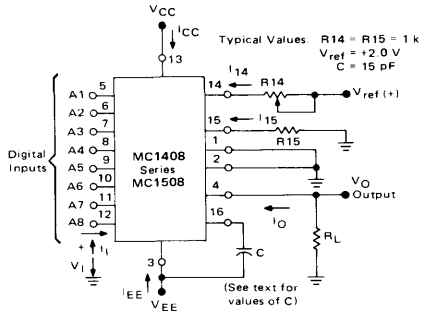 VCC
ICC
13
Typical Values: R14 = R15 = 1 k
Vref = +2.0 V
C = 15 pF
I14
14
R14
Vref (+)
15
I15
R15
1
2
4
VO
Output
IO
16
C
RL
(See text for
values of C)
Digital
Inputs
A1 5
A2 6
A3 7
A4 8
A5 9
A6 10
A7 11
A8 12
MC1408
Series
MC1508
+ II
VI
3
IEE
VEE